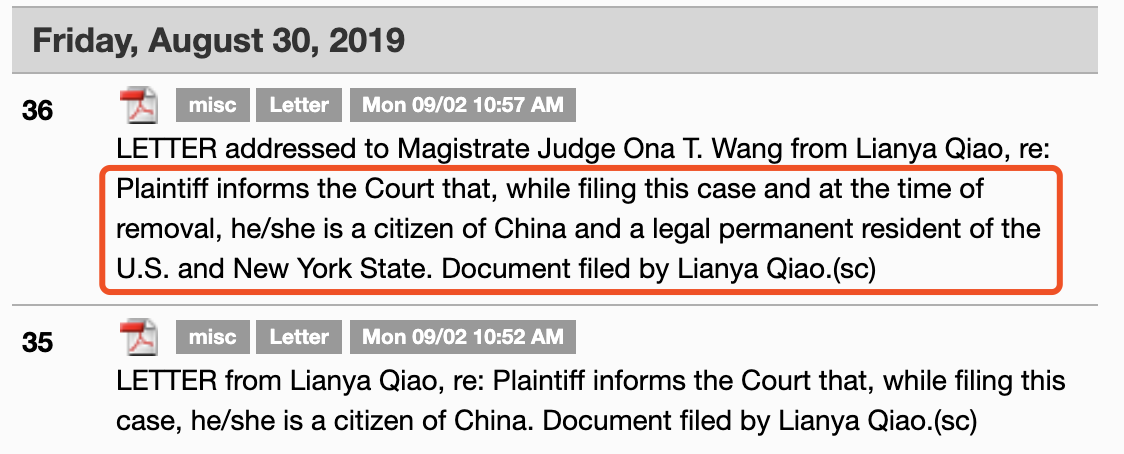 Friday, August 30, 2019
36 misc Letter Mon 09/02 10:57 AM
LETTER addressed to Magistrate Judge Ona T. Wang from Lianya Qiao, re:
Plaintiff informs the Court that, while filing this case and at the time of
removal, he/she is a citizen of China and a legal permanent resident of the
U.S. and New York State. Document filed by Lianya Qiao.(sc)
35 misc Letter Mon 09/02 10:52 AM
LETTER from Lianya Qiao, re: Plaintiff informs the Court that, while filing this
case, he/she is a citizen of China. Document filed by Lianya Qiao.(sc)